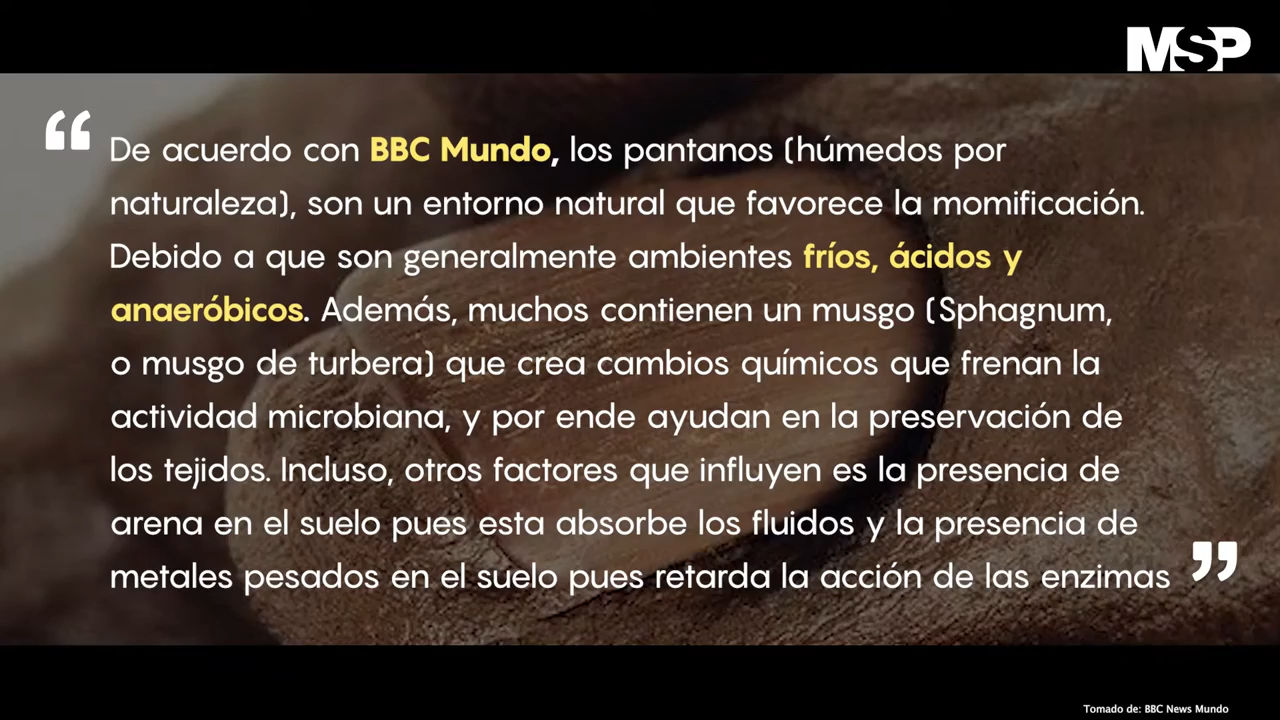 MSP
“ De acuerdo con BBC Mundo, los pantanos (húmedos por
naturaleza), son un entorno natural que favorece la momificación.
Debido a que son generalmente ambientes fríos, ácidos y
anaeróbicos. Además, muchos contienen un musgo (Sphagnum,
o musgo de turbera) que crea cambios químicos que frenan la
actividad microbiana, y por ende ayudan en la preservación de
los tejidos. Incluso, otros factores que influyen es la presencia de
arena en el suelo pues esta absorbe los fluidos y la presencia de
metales pesados en el suelo pues retarda la acción de las enzimas ”
Tomado de: BBC News Mundo